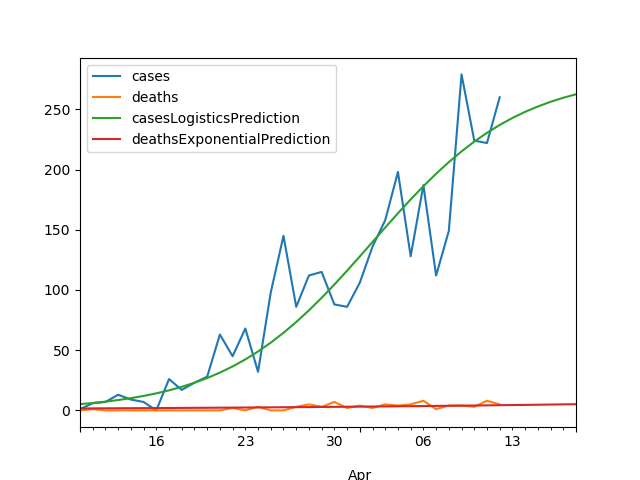 cases
deaths
casesLogisticsPrediction
deathsExponentialPrediction
250
200
150
100
50
0
16 23 30 06 13
Apr